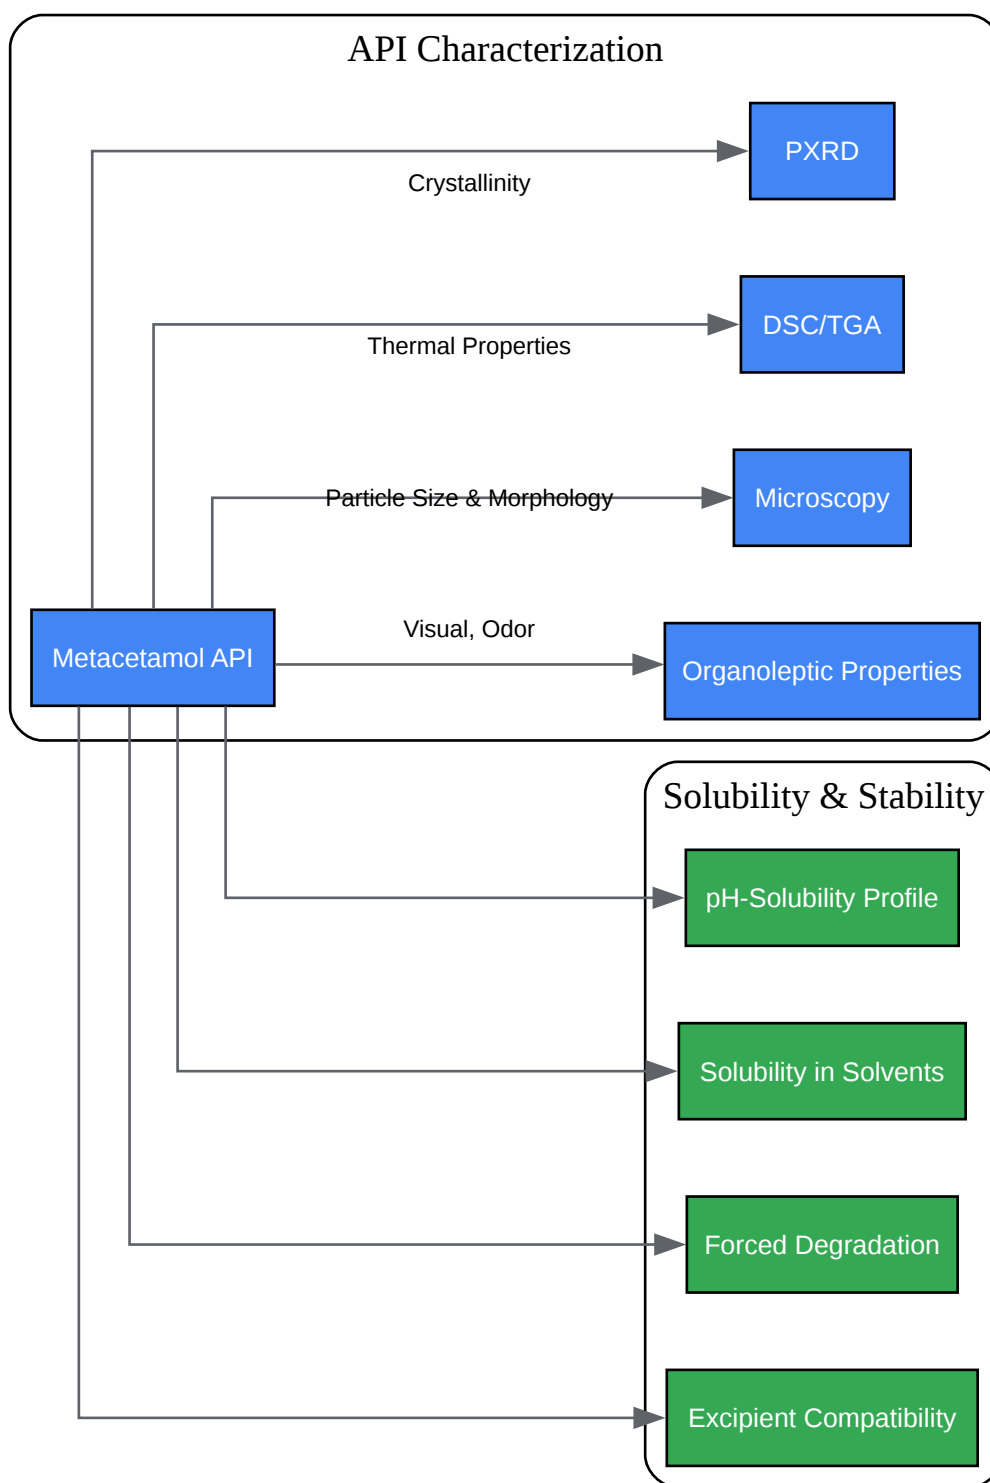 API Characterization
PXRD
Crystallinity
DSC/TGA
Thermal Properties
Particle Size & Morphology
Microscopy
Visual, Odor
Metacetamol API
Organoleptic Properties
Solubility & Stability
pH-Solubility Profile
Solubility in Solvents
Forced Degradation
Excipient Compatibility